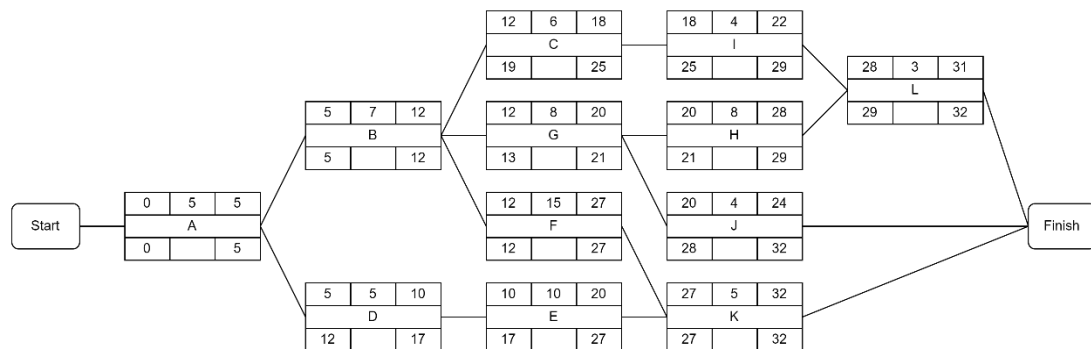 12 6 18
C
19 25
18 4 22
I
25 29
28 3 31
L
29 32
5 7 12
B
5 12
12 8 20
G
13 21
20 8 28
H
21 29
Start
0 5 5
A
0 5
12 15 27
F
12 27
20 4 24
J
28 32
Finish
5 5 10
D
12 17
10 10 20
E
17 27
27 5 32
K
27 32